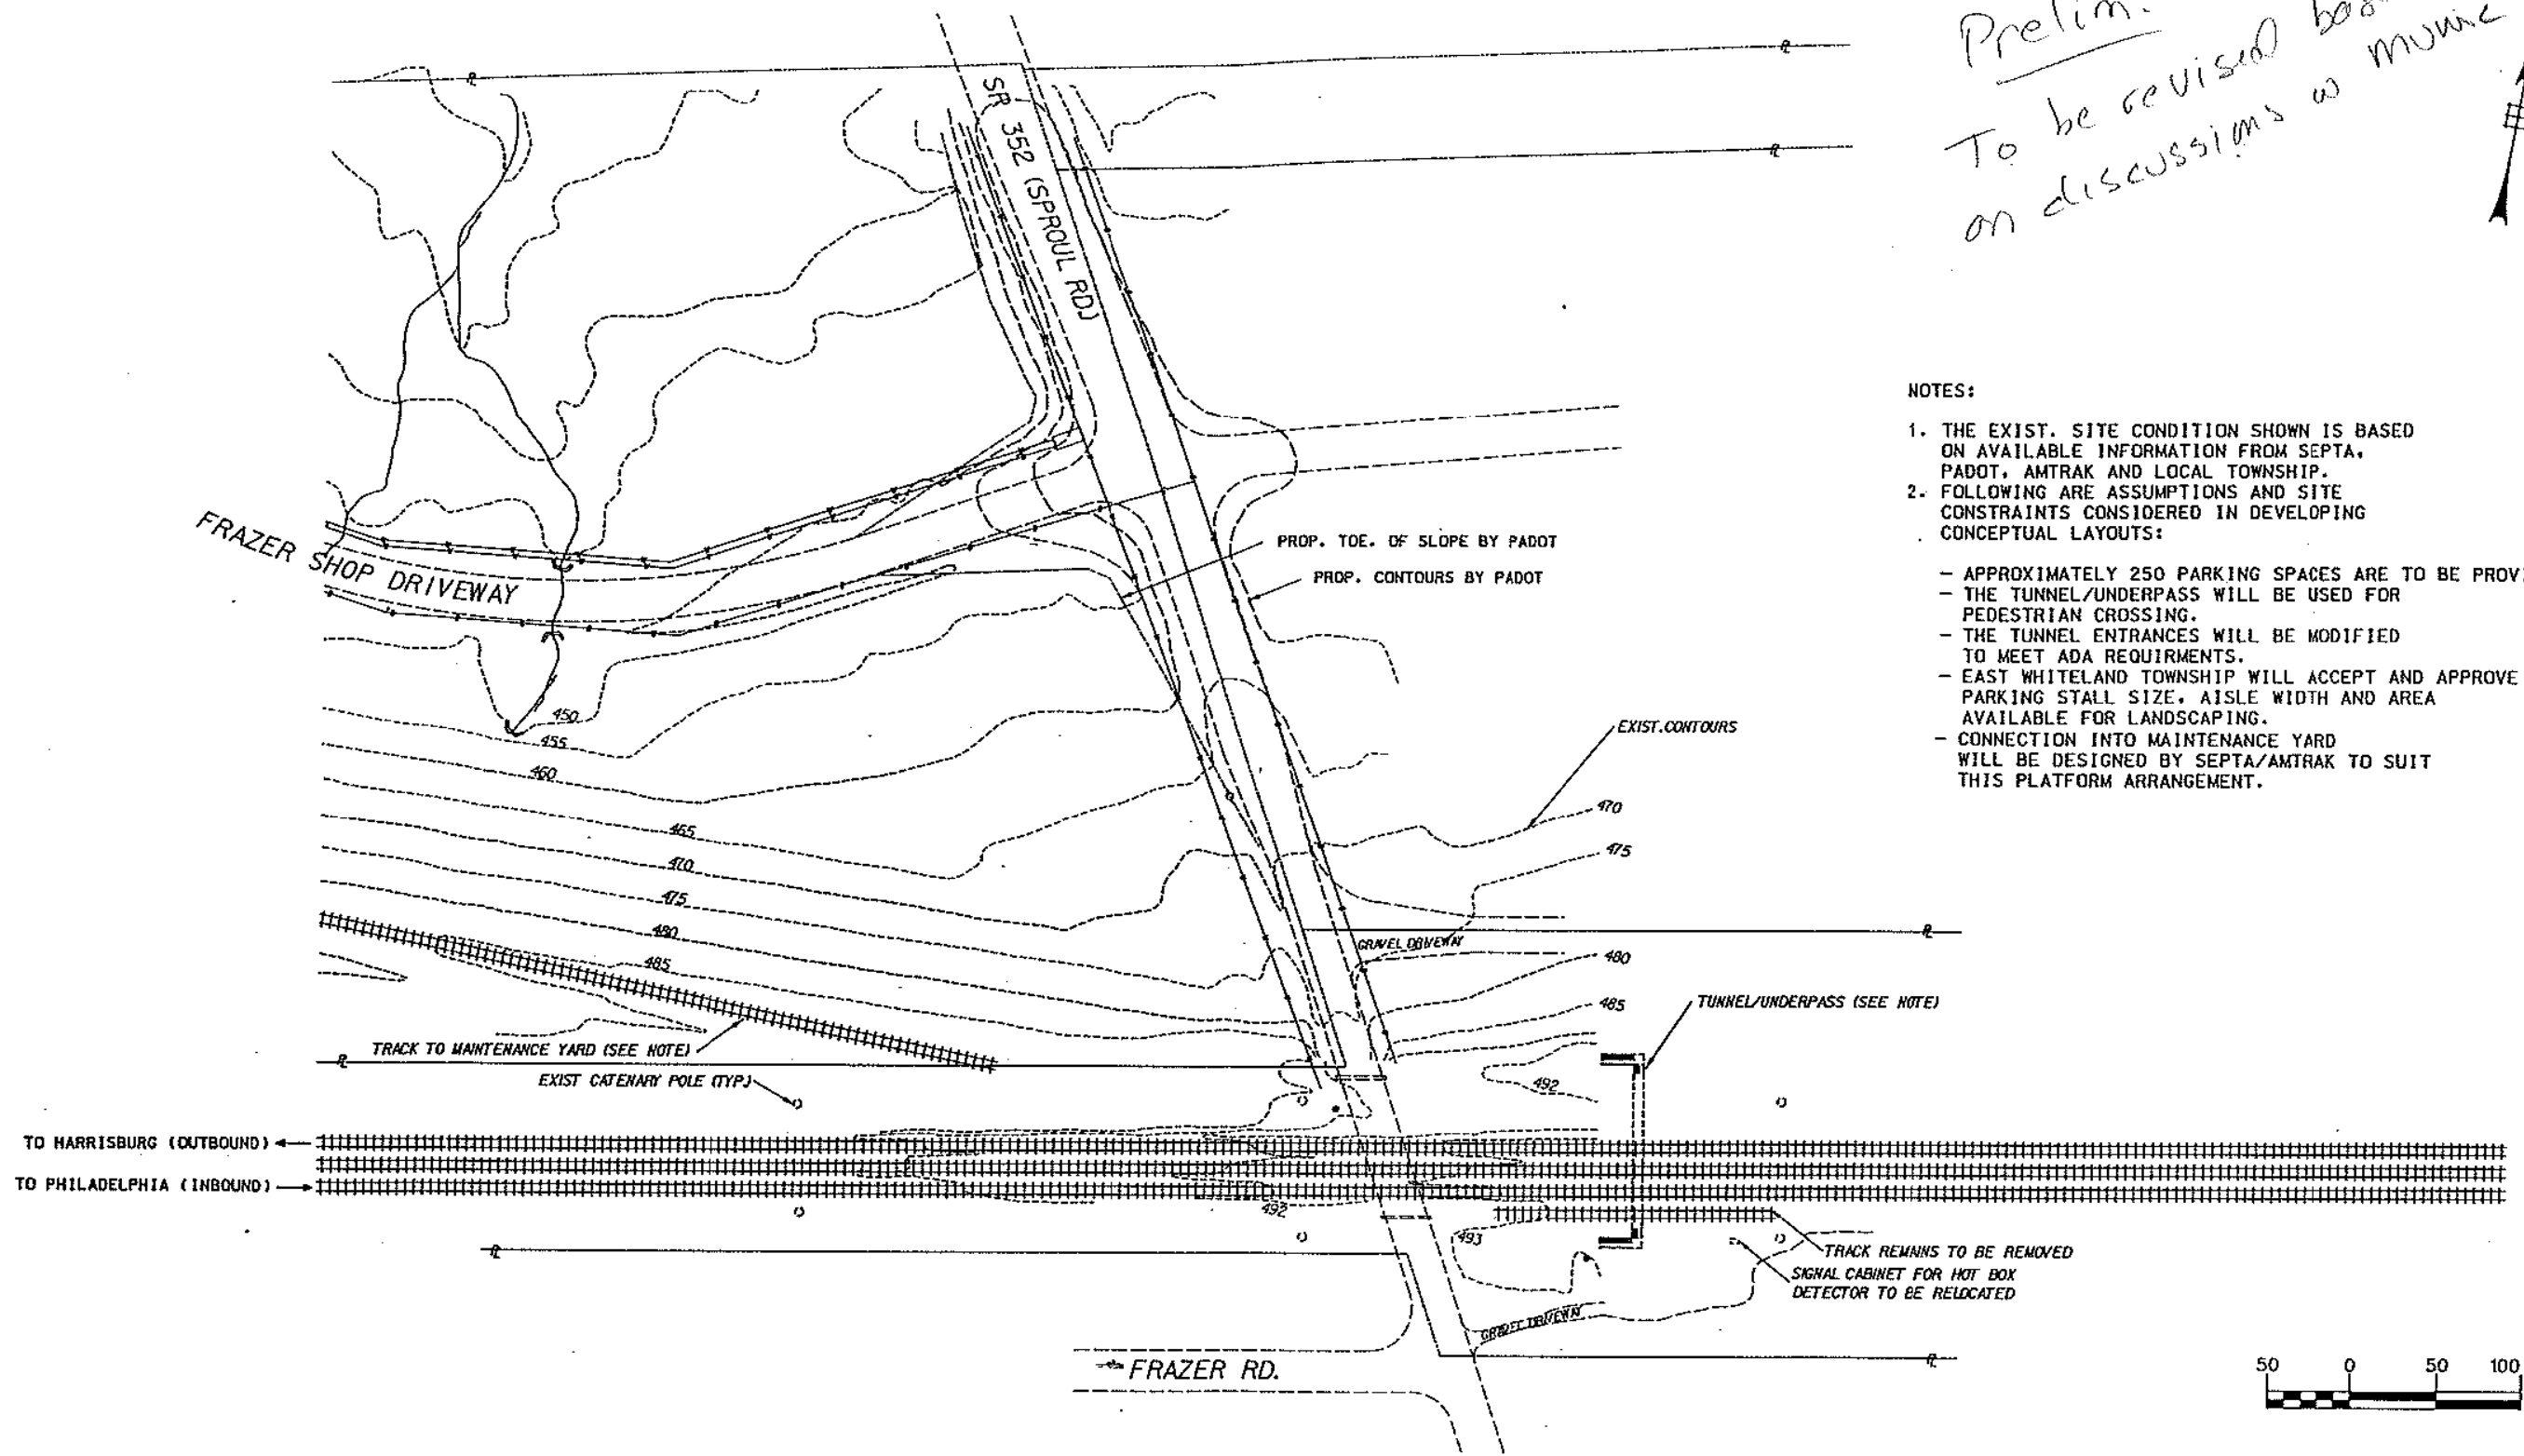 Prelim.
To be revised
on discussions w munic
SR 352 (SPROUL RD.)
NOTES:
1. THE EXIST. SITE CONDITION SHOWN IS BASED
ON AVAILABLE INFORMATION FROM SEPTA,
PADOT, AMTRAK AND LOCAL TOWNSHIP.
2. FOLLOWING ARE ASSUMPTIONS AND SITE
CONSTRAINTS CONSIDERED IN DEVELOPING
CONCEPTUAL LAYOUTS:
- APPROXIMATELY 250 PARKING SPACES ARE TO BE
- THE TUNNEL/UNDERPASS WILL BE USED FOR
PEDESTRIAN CROSSING.
- THE TUNNEL ENTRANCES WILL BE MODIFIED
TO MEET ADA REQUIRMENTS.
- EAST WHITELAND TOWNSHIP WILL ACCEPT AND APPROVE
PARKING STALL SIZE, AISLE WIDTH AND AREA
AVAILABLE FOR LANDSCAPING.
- CONNECTION INTO MAINTENANCE YARD
WILL BE DESIGNED BY SEPTA/AMTRAK TO SUIT
THIS PLATFORM ARRANGEMENT.
FRAZER SHOP DRIVEWAY
PROP. TOE. OF SLOPE BY PADOT
PROP. CONTOURS BY PADOT
450
455
460
465
470
475
480
485
EXIST.CONTOURS
470
475
GRAVEL DRIVEWAY
480
485
TUNNEL/UNDERPASS (SEE NOTE)
492
TRACK TO MAINTENANCE YARD (SEE NOTE)
EXIST CATENARY POLE (TYP.)
TO HARRISBURG (OUTBOUND)
TO PHILADELPHIA (INBOUND)
492
493
TRACK REMAINS TO BE REMOVED
SIGNAL CABINET FOR HOT BOX
DETECTOR TO BE RELOCATED
GRAVEL DRIVEWAY
FRAZER RD.
50 0 50 100